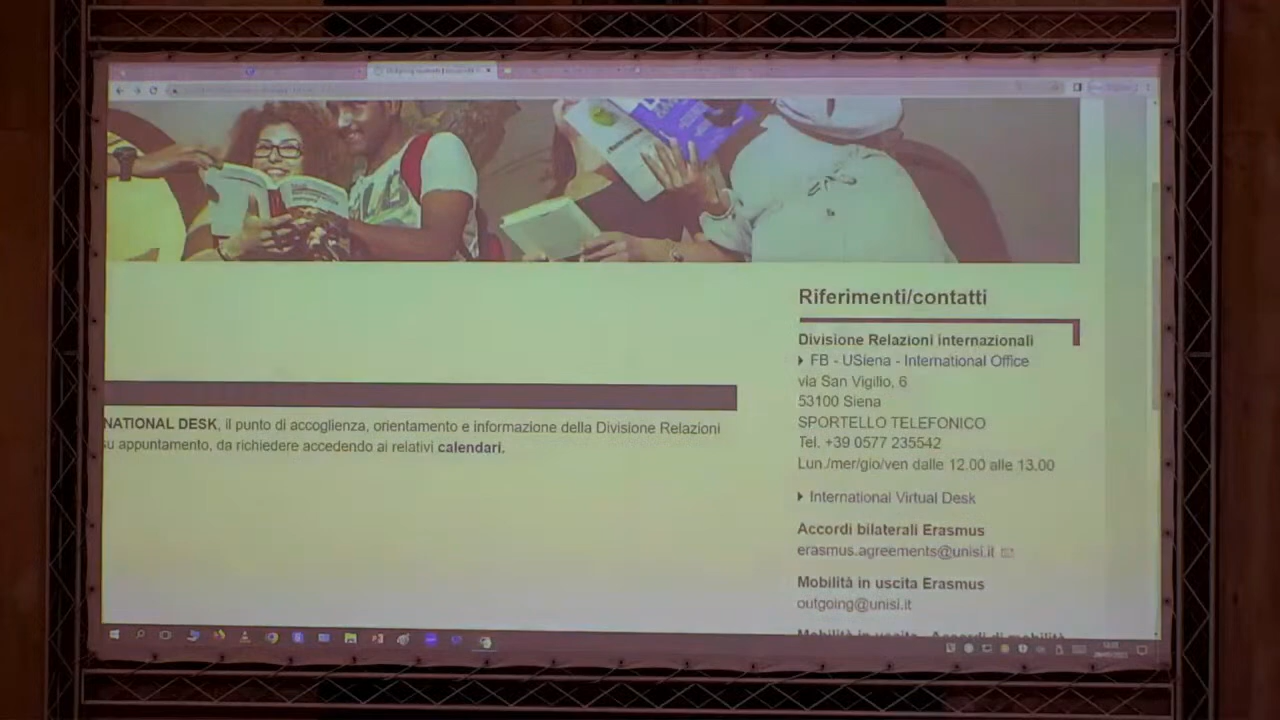 Riferimenti/contatti
Divisione Relazioni internazionali
FB - USiena - International Office
via San Vigilio, 6
53100 Siena
SPORTELLO TELEFONICO
Tel. +39 0577 235542
Lun./mer/gio/ven dalle 12.00 alle 13.00
International Virtual Desk
Accordi bilaterali Erasmus
erasmus.agreements@unisi.it
Mobilità in uscita Erasmus
outgoing@unisi.it
NATIONAL DESK, il punto di accoglienza, orientamento e informazione della Divisione Relazioni
su appuntamento, da richiedere accedendo ai relativi calendari.